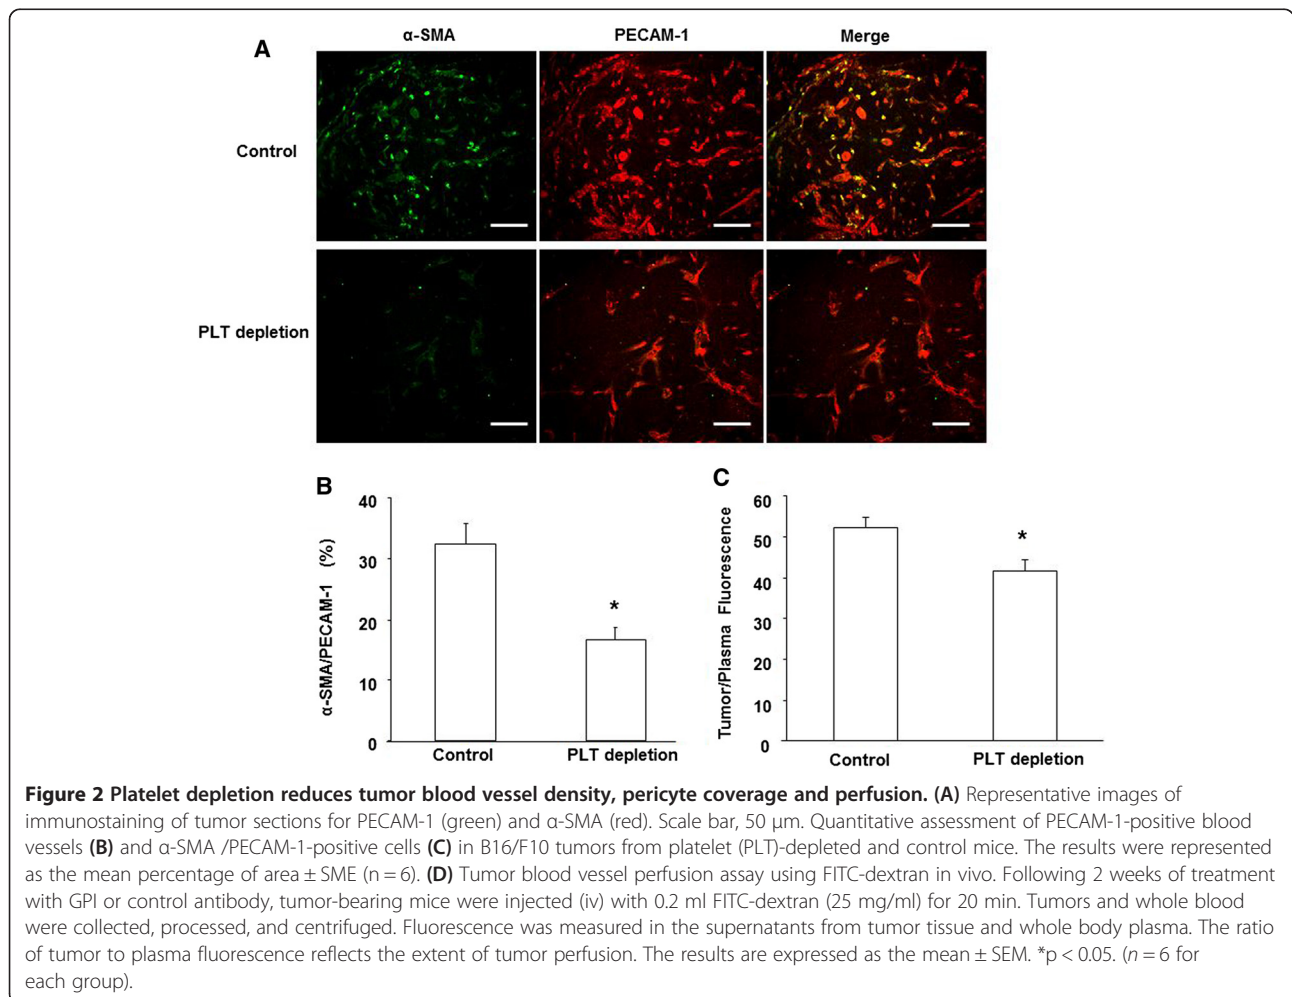 A
α-SMA PECAM-1 Merge
Control
PLT depletion
B
α-SMA/PECAM-1 (%)
40
30
20
10
0
*
Control PLT depletion
C
Tumor/Plasma Fluorescence
60
50
40
30
20
10
0
*
Control PLT depletion
Figure 2 Platelet depletion reduces tumor blood vessel density, pericyte coverage and perfusion. (A) Representative images of
immunostaining of tumor sections for PECAM-1 (green) and α-SMA (red). Scale bar, 50 μm. Quantitative assessment of PECAM-1-positive blood
vessels (B) and α-SMA /PECAM-1-positive cells (C) in B16/F10 tumors from platelet (PLT)-depleted and control mice. The results were represented
as the mean percentage of area ± SME (n = 6). (D) Tumor blood vessel perfusion assay using FITC-dextran in vivo. Following 2 weeks of treatment
with GPI or control antibody, tumor-bearing mice were injected (iv) with 0.2 ml FITC-dextran (25 mg/ml) for 20 min. Tumors and whole blood
were collected, processed, and centrifuged. Fluorescence was measured in the supernatants from tumor tissue and whole body plasma. The ratio
of tumor to plasma fluorescence reflects the extent of tumor perfusion. The results are expressed as the mean ± SEM. *p < 0.05. (n = 6 for
each group).